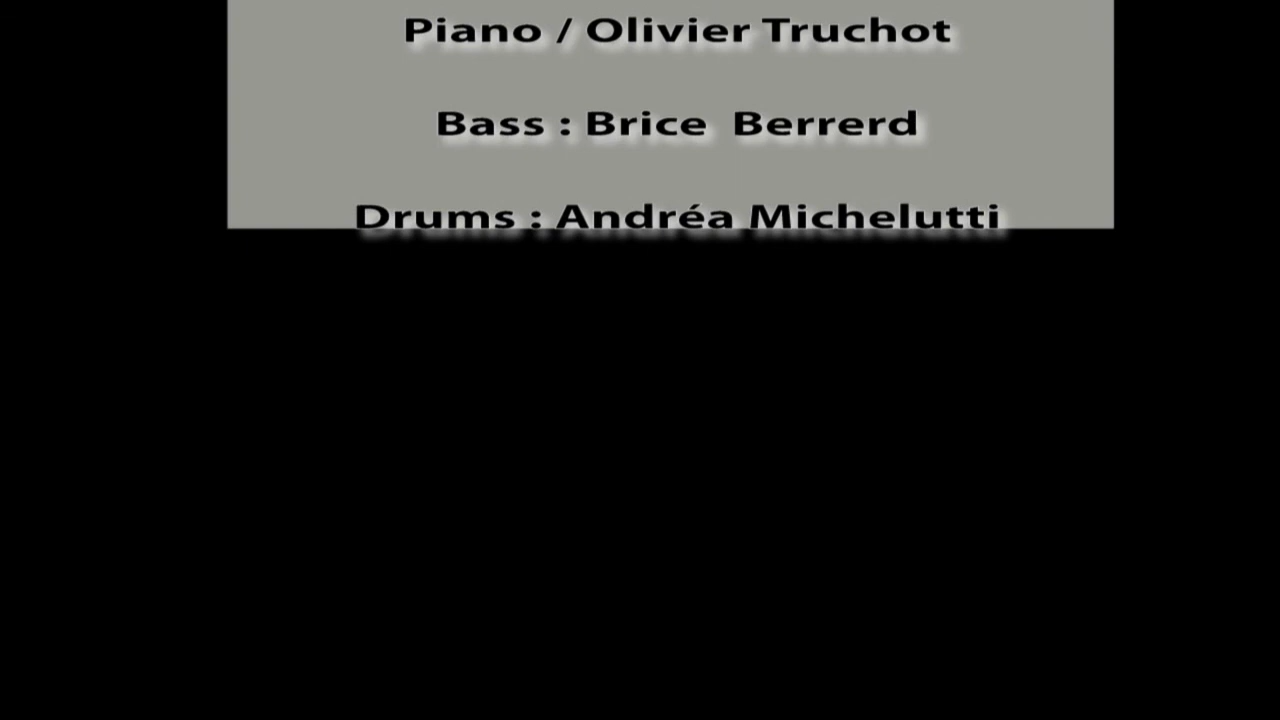 Piano / Olivier Truchot
Bass : Brice  Berrerd
Drums : Andréa Michelutti